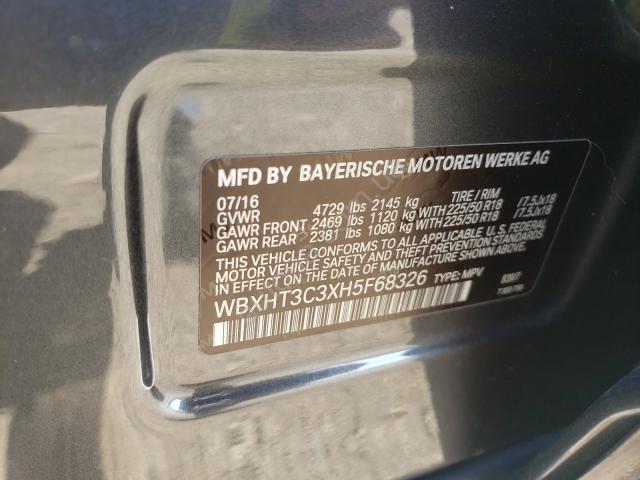 MFD BY BAYERISCHE MOTOREN WERKE AG
07/16 TIRE / RIM
GVWR 4729 lbs 2145 kg
GAWR FRONT 2469 lbs 1120 kg WITH 225/50 R18 /7.5Jx18
GAWR REAR 2381 lbs 1080 kg WITH 225/50 R18 /7.5Jx18
THIS VEHICLE CONFORMS TO ALL APPLICABLE FEDERAL
MOTOR VEHICLE SAFETY AND THEFT PREVENTION STANDARDS
IN EFFECT ON THE DATE OF MANUFACTURE SHOWN ABOVE.
WBXHT3C3XH5F68326 TYPE: MPV